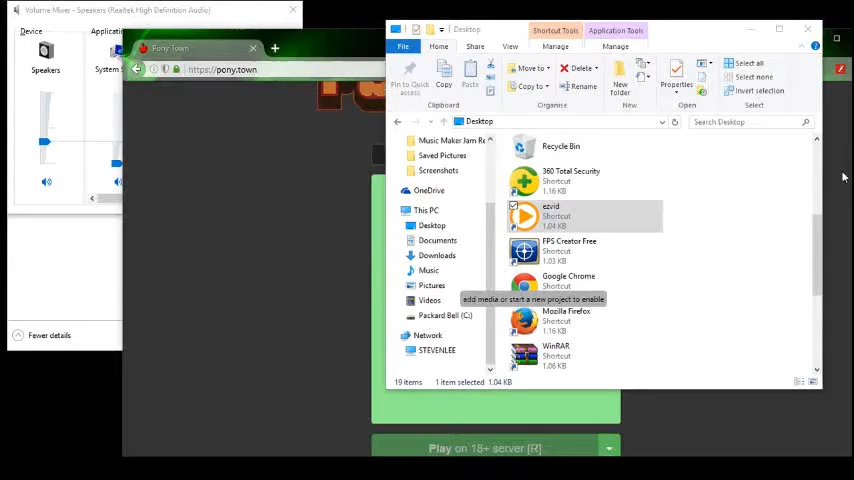 Volume Mixer - Speakers (Realtek High Definition Audio)
Device
Speakers
System S
Fewer details
Pony Town
https://pony.town
Play on 18+ server [R]
Desktop
Shortcut Tools
Application Tools
File
Home
Share
View
Manage
Manage
Pin to Quick
access
Copy
Paste
Move to
Copy to
Delete
Rename
New
folder
Properties
Select all
Select none
Invert selection
Clipboard
Organise
New
Open
Select
Desktop
Search Desktop
Music Maker Jam Re
Saved Pictures
Screenshots
OneDrive
This PC
Desktop
Documents
Downloads
Music
Pictures
Videos
Packard Bell (C:)
Network
STEVENLEE
Recycle Bin
360 Total Security
Shortcut
1.16 KB
ezvid
Shortcut
1.04 KB
FPS Creator Free
Shortcut
1.03 KB
Google Chrome
Shortcut
add media or start a new project to enable
Mozilla Firefox
Shortcut
1.16 KB
WinRAR
Shortcut
1.06 KB
19 items
1 item selected 1.04 KB